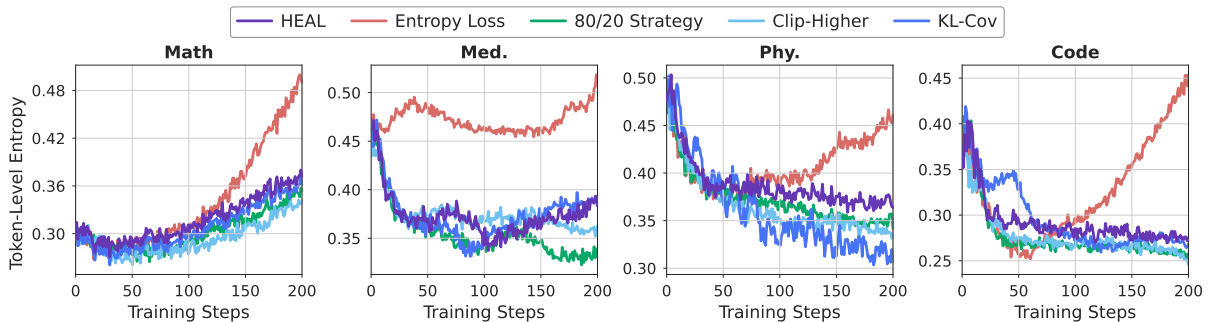 HEAL Entropy Loss 80/20 Strategy Clip-Higher KL-Cov
Math Med. Phy. Code
Token-Level Entropy
0.48
0.42
0.36
0.30
0 50 100 150 200
Training Steps
0.50
0.45
0.40
0.35
0 50 100 150 200
Training Steps
0.50
0.45
0.40
0.35
0.30
0 50 100 150 200
Training Steps
0.45
0.40
0.35
0.30
0.25
0 50 100 150 200
Training Steps